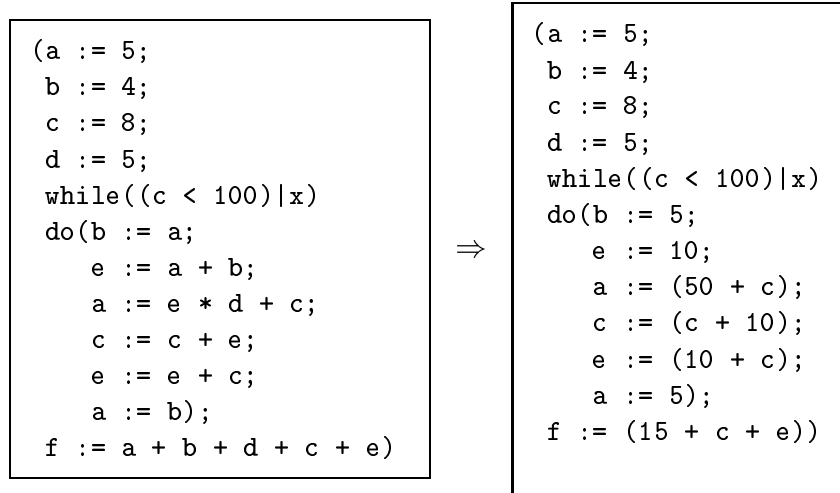 (a := 5;
b := 4;
c := 8;
d := 5;
while((c < 100)|x)
do(b := a;
e := a + b;
a := e * d + c;
c := c + e;
e := e + c;
a := b);
f := a + b + d + c + e)
⇒
(a := 5;
b := 4;
c := 8;
d := 5;
while((c < 100)|x)
do(b := 5;
e := 10;
a := (50 + c);
c := (c + 10);
e := (10 + c);
a := 5);
f := (15 + c + e))